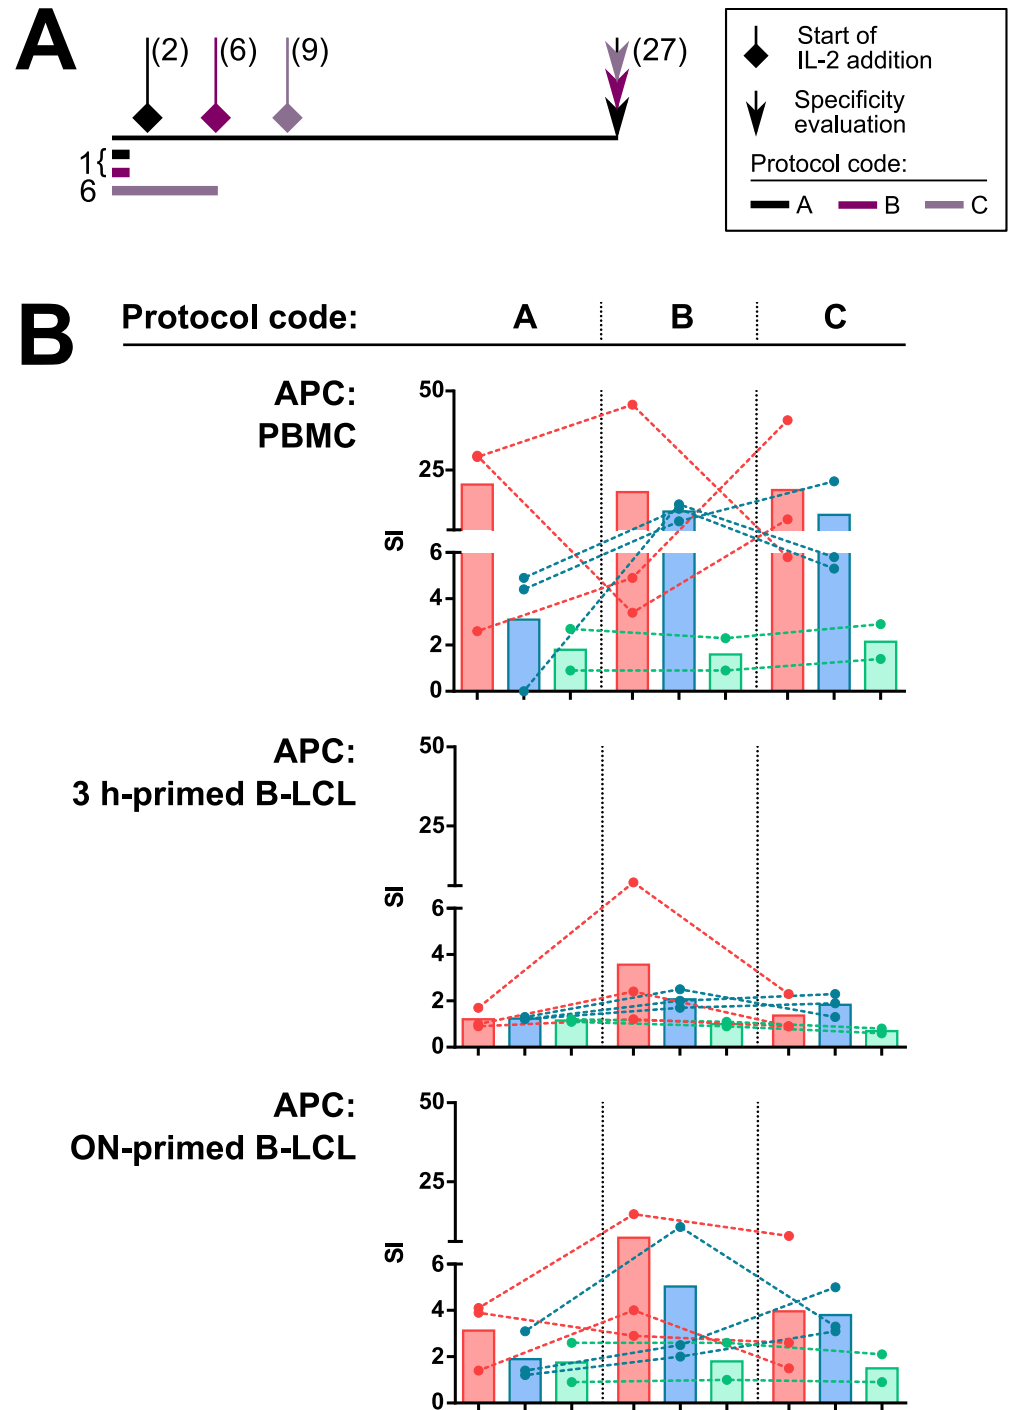 A
(2)
(6)
(9)
(27)
1{
6
Start of
IL-2 addition
Specificity
evaluation
Protocol code:
A
B
C
B
Protocol code:
A
B
C
APC:
PBMC
SI
50
25
6
4
2
0
APC:
3 h-primed B-LCL
SI
50
25
6
4
2
0
APC:
ON-primed B-LCL
SI
50
25
6
4
2
0